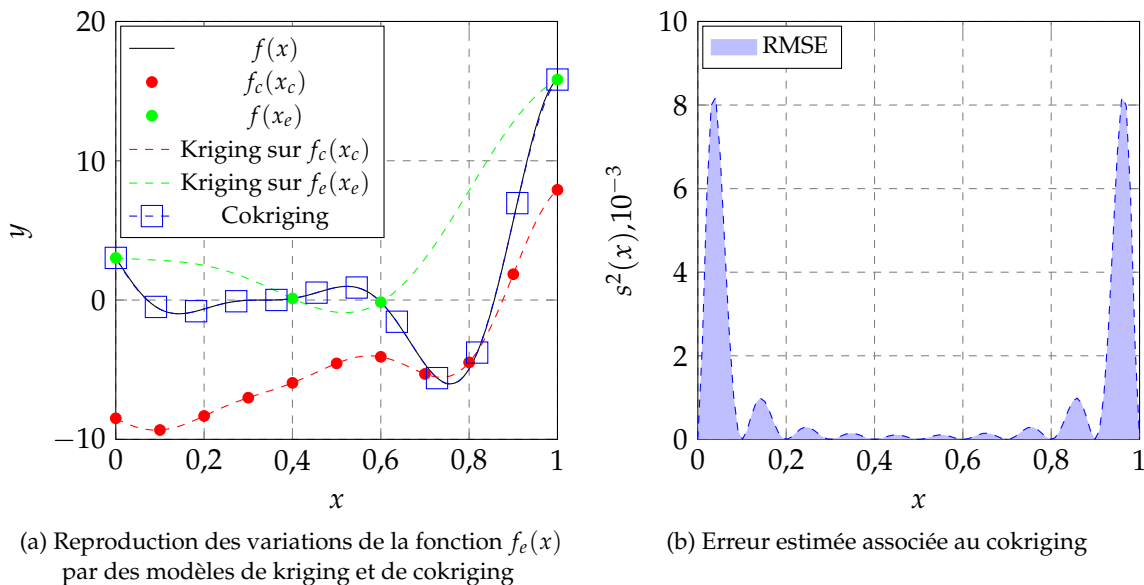 20
10
0
−10
y
f(x)
f_c(x_c)
f(x_e)
Kriging sur f_c(x_c)
Kriging sur f_e(x_e)
Cokriging
0 0,2 0,4 0,6 0,8 1
x
(a) Reproduction des variations de la fonction f_e(x)
par des modèles de kriging et de cokriging
10
8
6
4
2
0
s²(x),10⁻³
RMSE
0 0,2 0,4 0,6 0,8 1
x
(b) Erreur estimée associée au cokriging